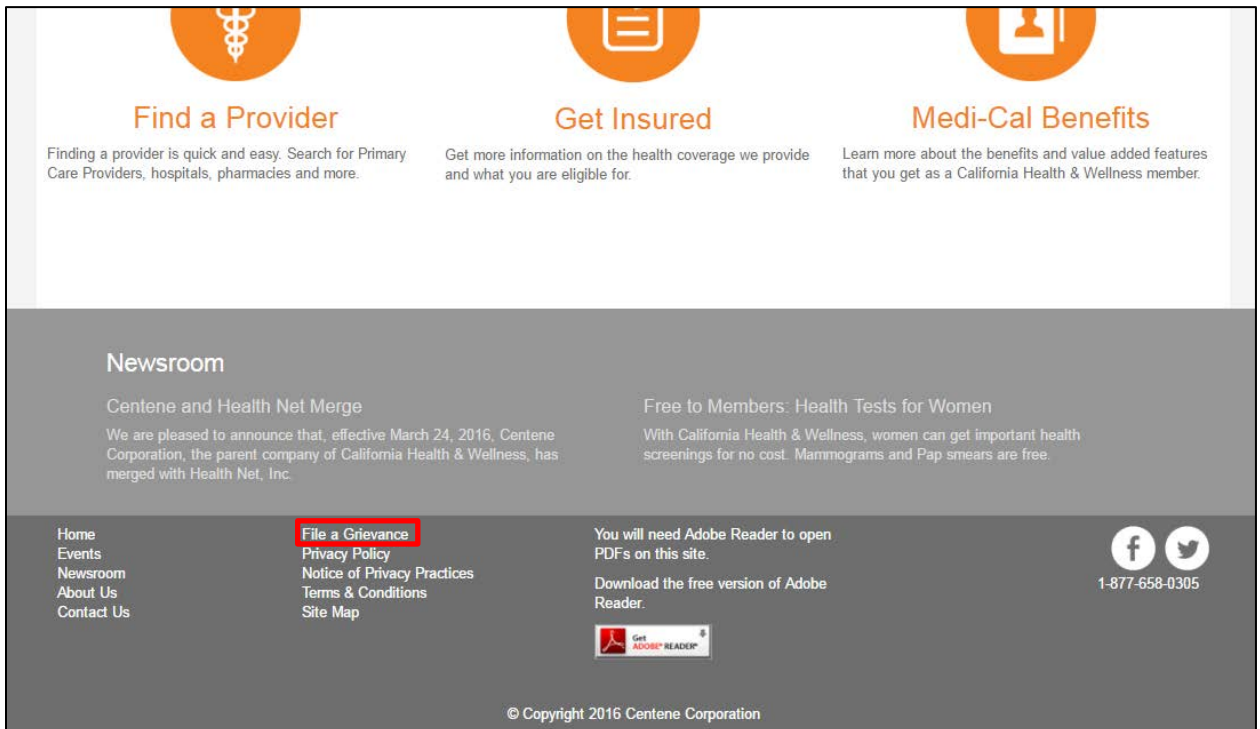 Find a Provider
Finding a provider is quick and easy. Search for Primary
Care Providers, hospitals, pharmacies and more.
Get Insured
Get more information on the health coverage we provide
and what you are eligible for.
Medi-Cal Benefits
Learn more about the benefits and value added features
that you get as a California Health & Wellness member.
Newsroom
Centene and Health Net Merge
We are pleased to announce that, effective March 24, 2016, Centene
Corporation, the parent company of California Health & Wellness, has
merged with Health Net, Inc.
Free to Members: Health Tests for Women
With California Health & Wellness, women can get important health
screenings for no cost. Mammograms and Pap smears are free.
Home
Events
Newsroom
About Us
Contact Us
File a Grievance
Privacy Policy
Notice of Privacy Practices
Terms & Conditions
Site Map
You will need Adobe Reader to open
PDFs on this site.
Download the free version of Adobe
Reader.
Get
ADOBE® READER®
f
1-877-658-0305
© Copyright 2016 Centene Corporation